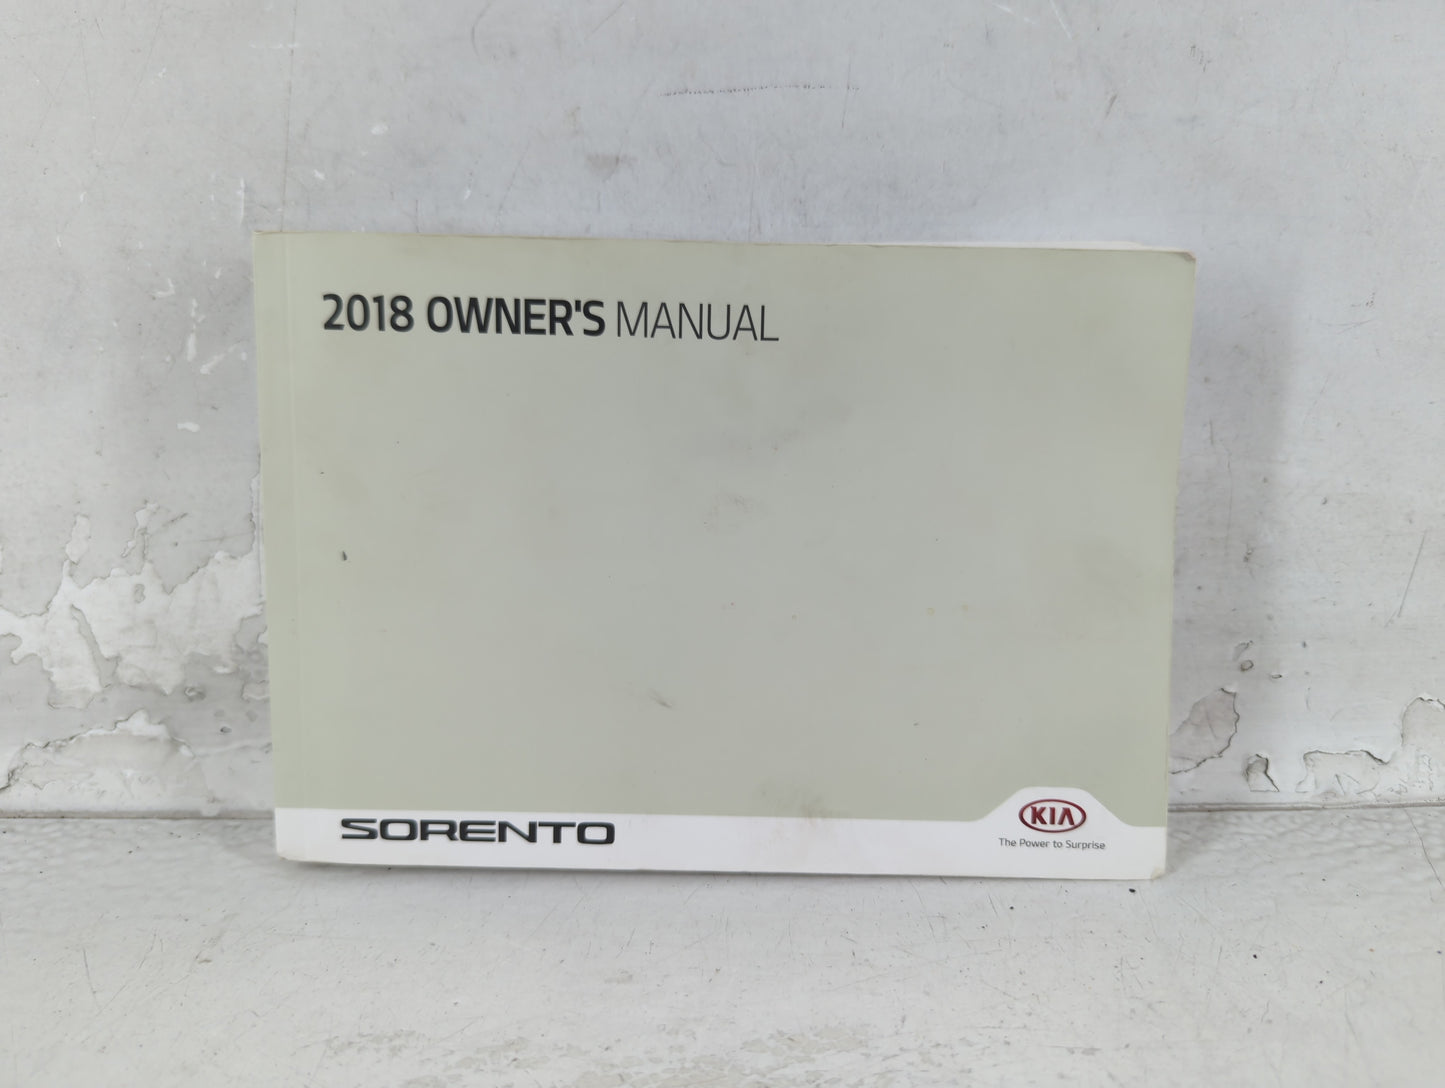 2018 OWNER'S MANUAL
SORENTO
KIA
The Power to Surprise